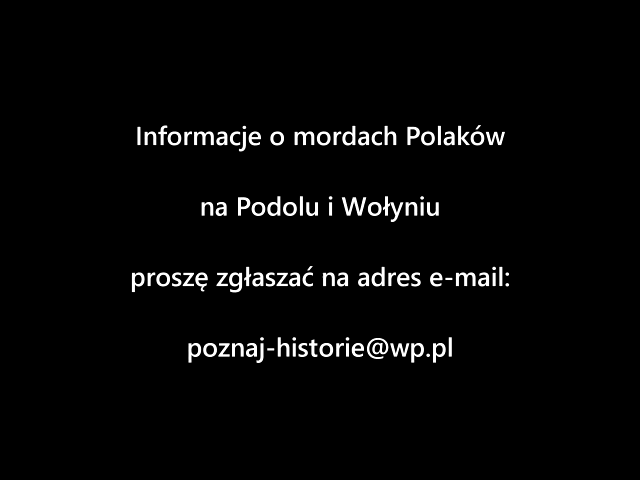 Informacje o mordach Polaków
na Podolu i Wołyniu
proszę zgłaszać na adres e-mail:
poznaj-historie@wp.pl